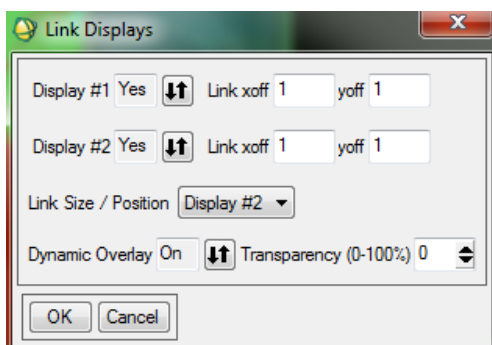 Link Displays
Display #1 Yes Link xoff 1 yoff 1
Display #2 Yes Link xoff 1 yoff 1
Link Size / Position Display #2
Dynamic Overlay On Transparency (0-100%) 0
OK Cancel